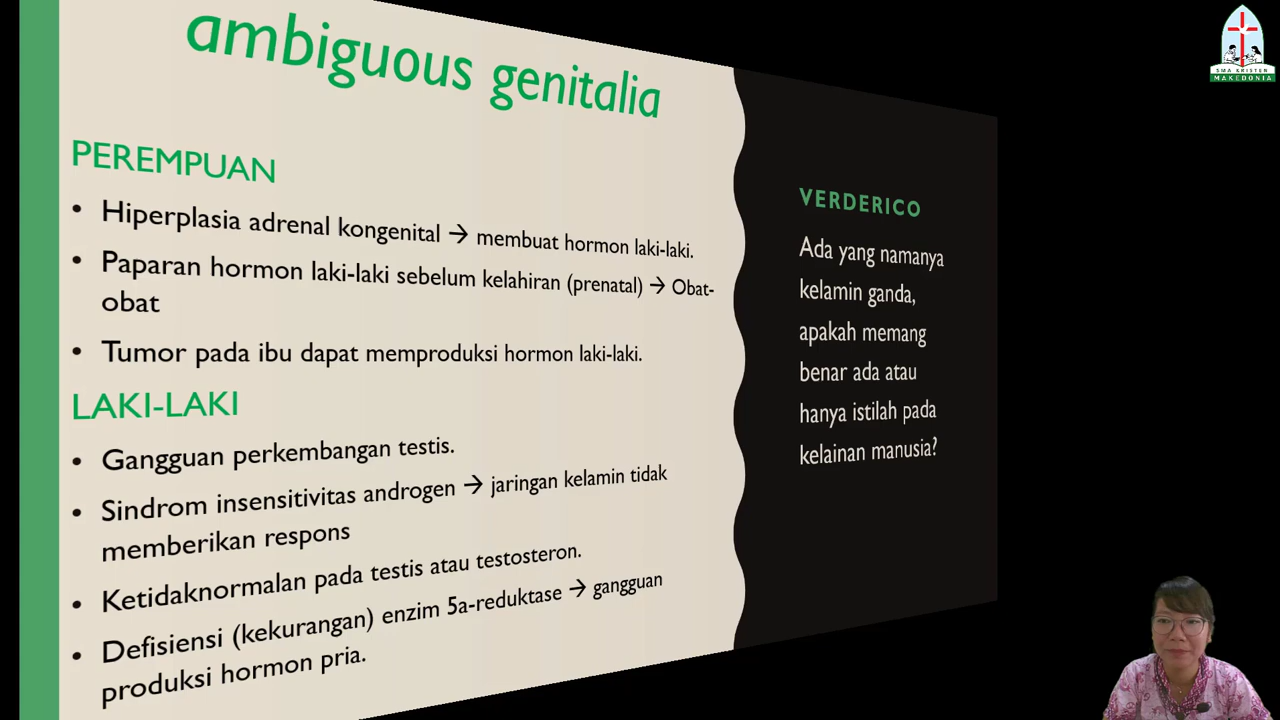 ambiguous genitalia
PEREMPUAN
• Hiperplasia adrenal kongenital → membuat hormon laki-laki.
• Paparan hormon laki-laki sebelum kelahiran (prenatal) → Obat-
obat
• Tumor pada ibu dapat memproduksi hormon laki-laki.
LAKI-LAKI
• Gangguan perkembangan testis.
• Sindrom insensitivitas androgen → jaringan kelamin tidak
memberikan respons
• Ketidaknormalan pada testis atau testosteron.
• Defisiensi (kekurangan) enzim 5a-reduktase → gangguan
produksi hormon pria.
VERDERICO
Ada yang namanya
kelamin ganda,
apakah memang
benar ada atau
hanya istilah pada
kelainan manusia?
SMA KRISTEN
MAKEDONIA